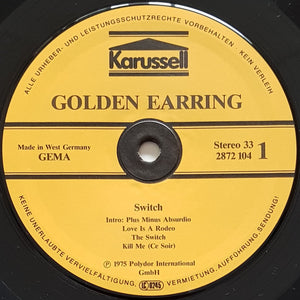 ALLE URHEBER- UND LEISTUNGSSCHUTZRECHTE VORBEHALTEN · KEIN VERLEIH
Karussell
GOLDEN EARRING
Made in West Germany
GEMA
Stereo 33
2872 104 1
Switch
Intro: Plus Minus Absurdio
Love Is A Rodeo
The Switch
Kill Me (Ce Soir)
Ⓟ 1975 Polydor International
GmbH
KEINE UNERLAUBTE VERVIELFÄLTIGUNG, VERMIETUNG, AUFFÜHRUNG, SENDUNG!
LC 0245